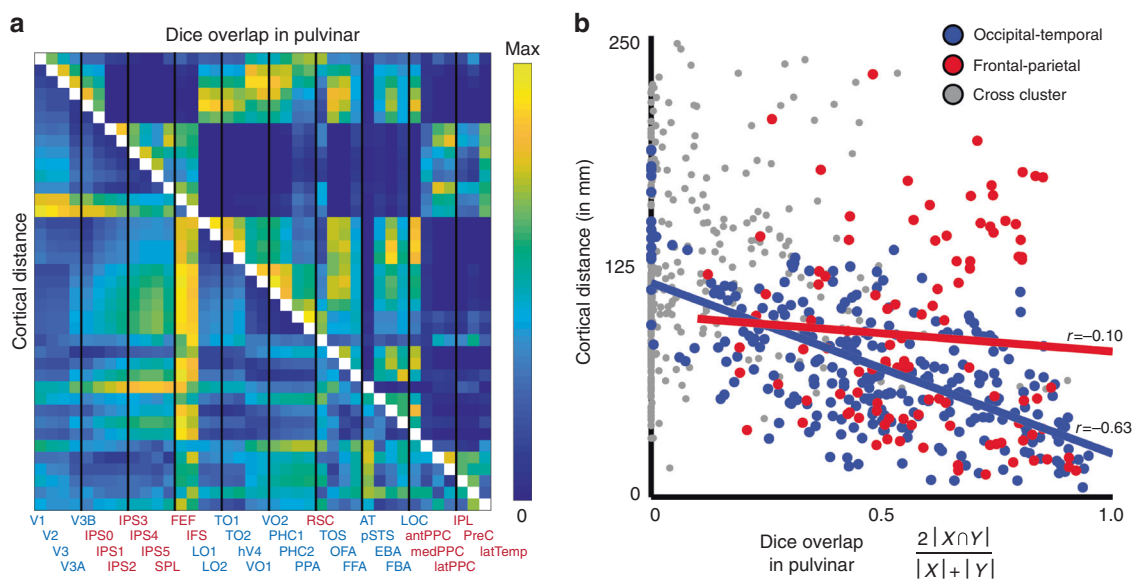 a
Dice overlap in pulvinar
Max
0
Cortical distance
V1 V3B IPS3 FEF TO1 VO2 RSC AT LOC IPL
V2 IPS0 IPS4 IFS TO2 PHC1 TOS pSTS antPPC PreC
V3 IPS1 IPS5 LO1 hV4 PHC2 OFA EBA medPPC latTemp
V3A IPS2 SPL LO2 VO1 PPA FFA FBA latPPC
b
250
125
0
Cortical distance (in mm)
Occipital-temporal
Frontal-parietal
Cross cluster
r=–0.10
r=–0.63
0 0.5 1.0
Dice overlap
in pulvinar
2|X∩Y|
|X|+|Y|